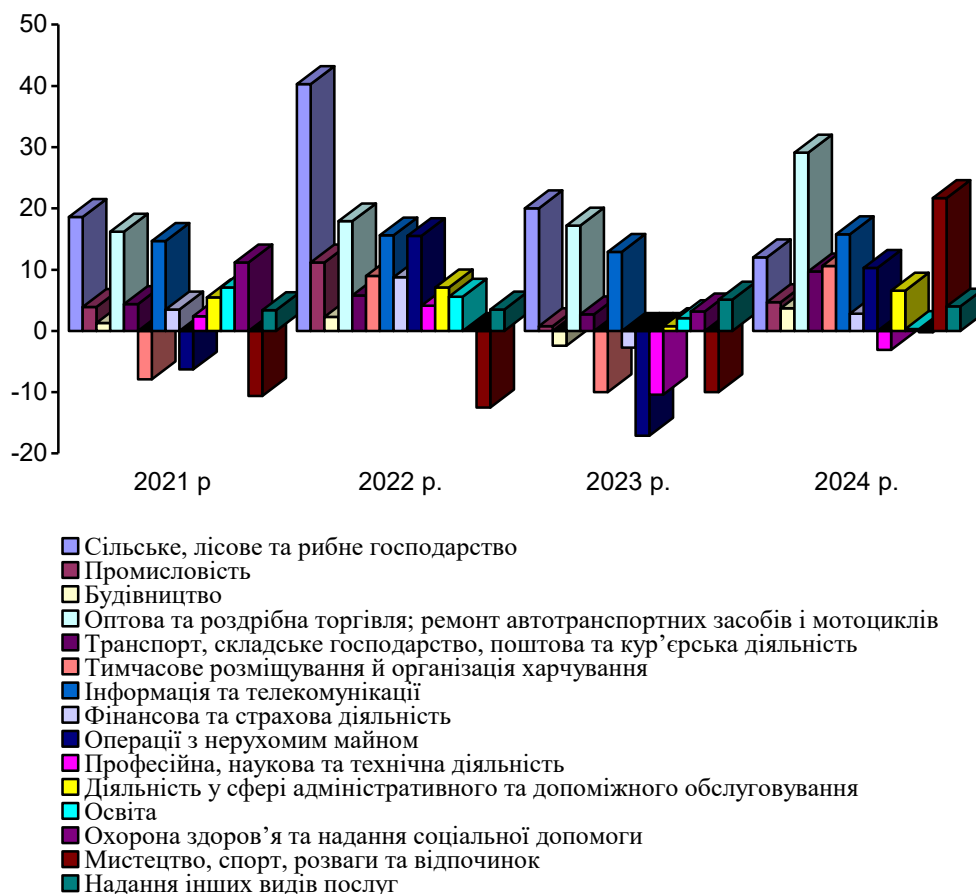 50
40
30
20
10
0
-10
-20
2021 р
2022 р.
2023 р.
2024 р.
Сільське, лісове та рибне господарство
Промисловість
Будівництво
Оптова та роздрібна торгівля; ремонт автотранспортних засобів і мотоциклів
Транспорт, складське господарство, поштова та кур’єрська діяльність
Тимчасове розміщування й організація харчування
Інформація та телекомунікації
Фінансова та страхова діяльність
Операції з нерухомим майном
Професійна, наукова та технічна діяльність
Діяльність у сфері адміністративного та допоміжного обслуговування
Освіта
Охорона здоров’я та надання соціальної допомоги
Мистецтво, спорт, розваги та відпочинок
Надання інших видів послуг